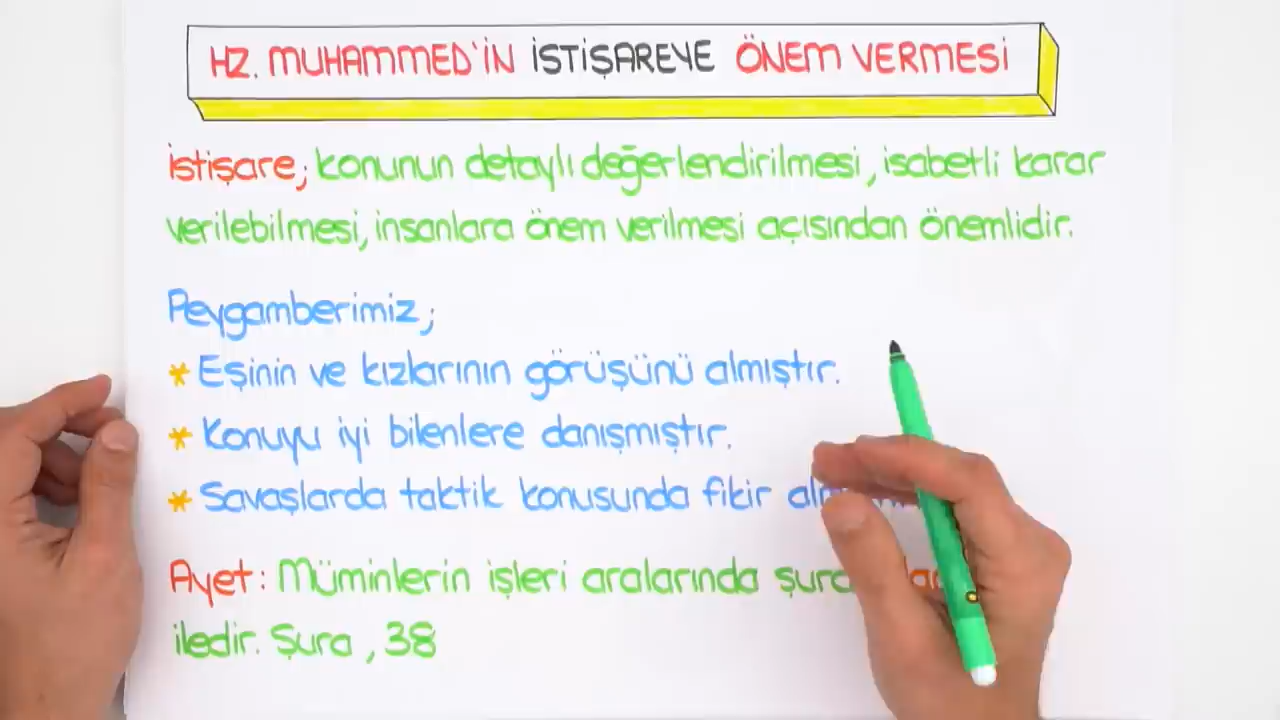 HZ. MUHAMMED'İN İSTİŞAREYE ÖNEM VERMESİ
İstişare; konunun detaylı değerlendirilmesi, isabetli karar
verilebilmesi, insanlara önem verilmesi açısından önemlidir.
Peygamberimiz;
* Eşinin ve kızlarının görüşünü almıştır.
* Konuyu iyi bilenlere danışmıştır.
* Savaşlarda taktik konusunda fikir
Ayet: Müminlerin işleri aralarında
iledir. Şura, 38